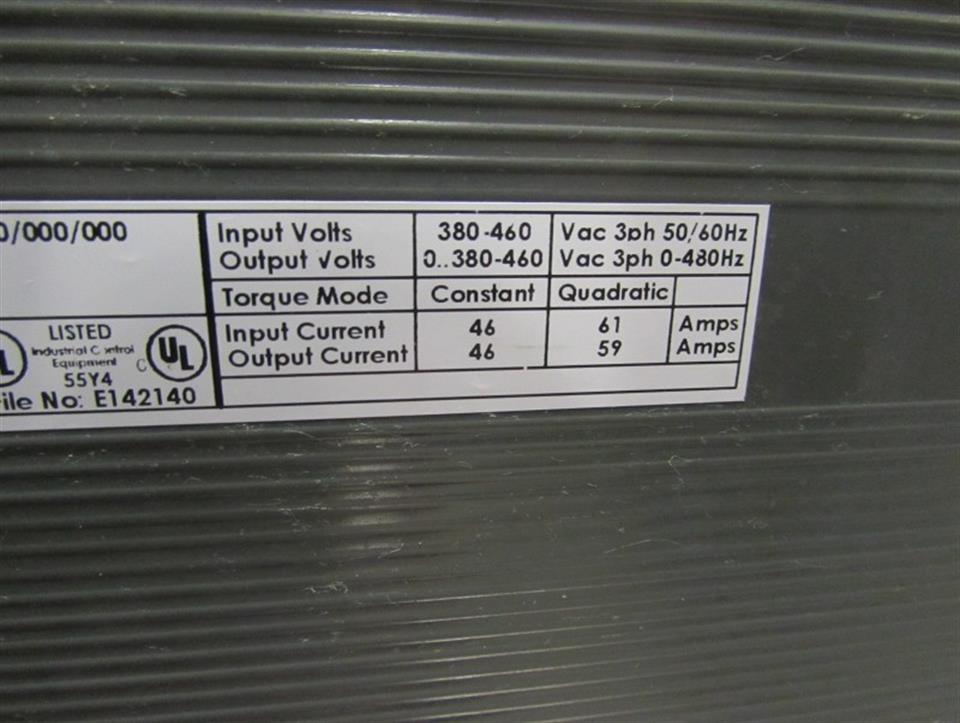 0/000/000
LISTED
Industrial Control
Equipment
55Y4
C UL
File No: E142140
Input Volts 380-460 Vac 3ph 50/60Hz
Output Volts 0..380-460 Vac 3ph 0-480Hz
Torque Mode Constant Quadratic
Input Current 46 61 Amps
Output Current 46 59 Amps